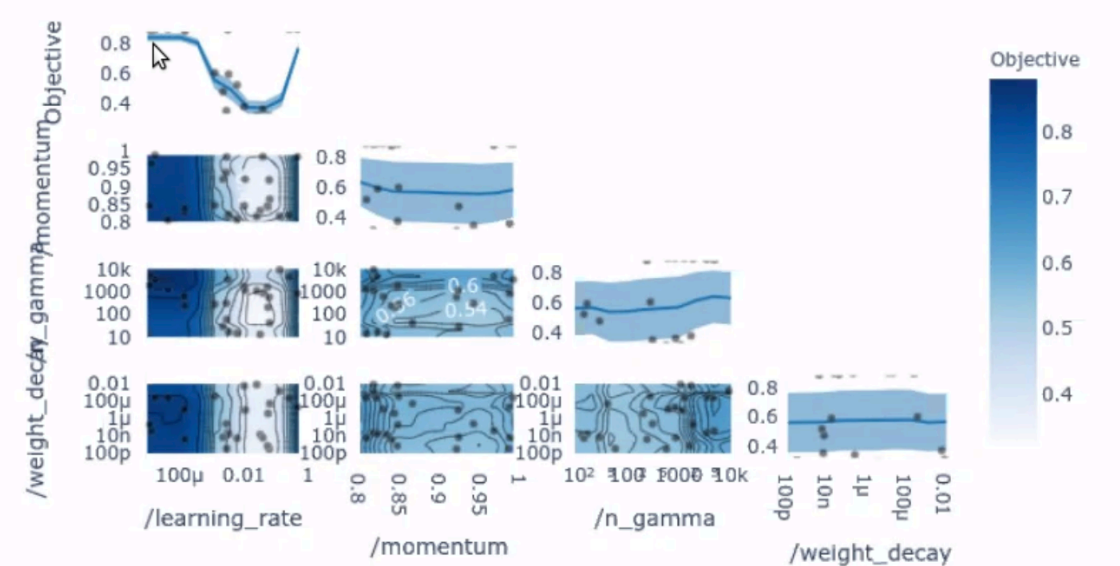 Objective
0.8
0.6
0.4
Objective
0.8
0.7
0.6
0.5
0.4
/momentum
1
0.95
0.9
0.85
0.8
0.8
0.6
0.4
10k
1000
100
10
10k
1000
100
10
0.56
0.6
0.54
0.8
0.6
0.4
/weight_decay
0.01
100μ
1μ
10n
100p
0.01
100μ
1μ
10n
100p
0.01
100μ
1μ
10n
100p
0.8
0.6
0.4
100μ 0.01 1
0.8 0.85 0.9 0.95 1
10k
100p 10n 1μ 100μ 0.01
/learning_rate
/momentum
/n_gamma
/weight_decay